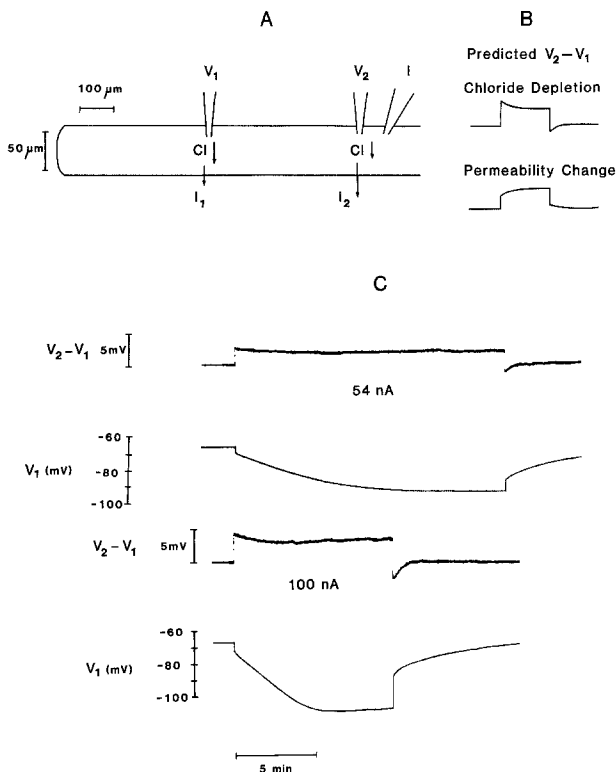 A
B
100 μm
V1
V2
I
50 μm
Cl
Cl
I1
I2
Predicted V2−V1
Chloride Depletion
Permeability Change
C
V2−V1
5mV
54 nA
V1 (mV)
-60
-80
-100
V2−V1
5mV
100 nA
V1 (mV)
-60
-80
-100
5 min